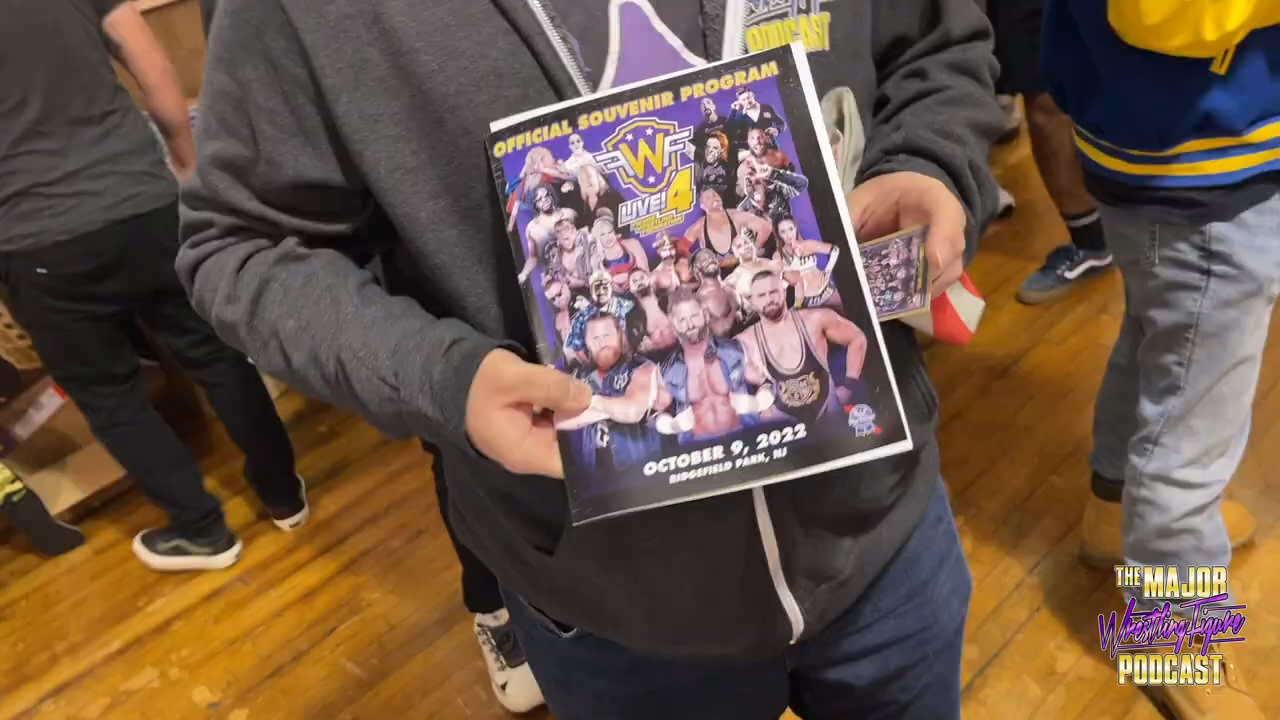 PODCAST
OFFICIAL SOUVENIR PROGRAM
WF
LIVE! 4
OCTOBER 9, 2022
RIDGEFIELD PARK, NJ
THE MAJOR
Wrestling Figure
PODCAST